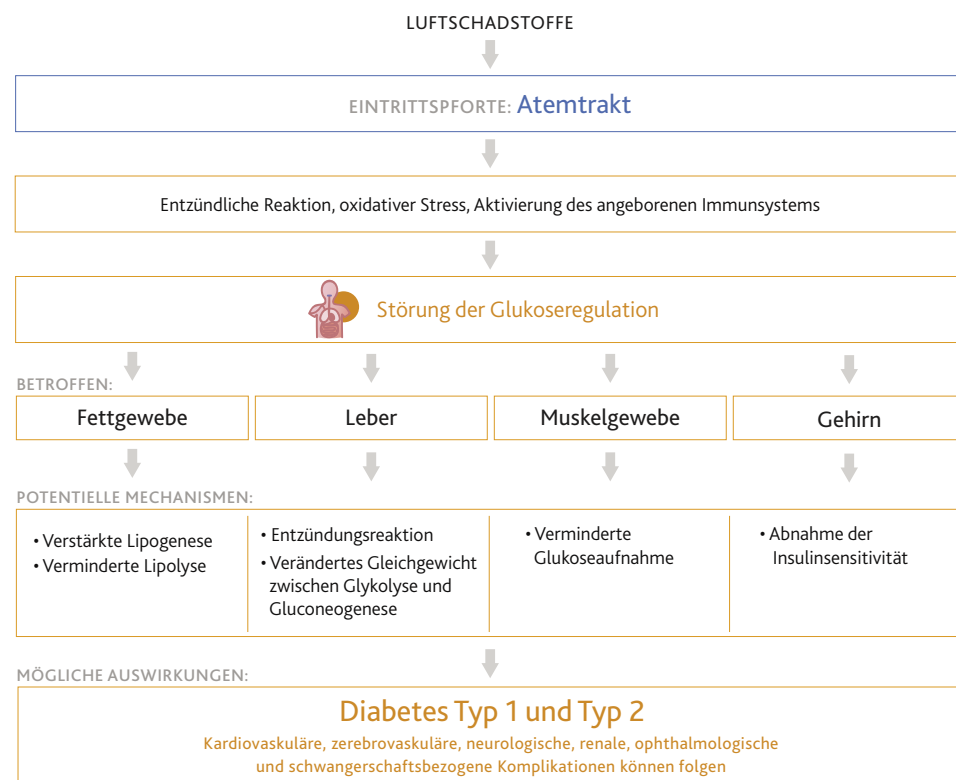 LUFTSCHADSTOFFE
EINTRITTSPFORTE: Atemtrakt
Entzündliche Reaktion, oxidativer Stress, Aktivierung des angeborenen Immunsystems
Störung der Glukoseregulation
BETROFFEN:
Fettgewebe
Leber
Muskelgewebe
Gehirn
POTENTIELLE MECHANISMEN:
• Verstärkte Lipogenese
• Verminderte Lipolyse
• Entzündungsreaktion
• Verändertes Gleichgewicht
zwischen Glykolyse und
Gluconeogenese
• Verminderte
Glukoseaufnahme
• Abnahme der
Insulinsensitivität
MÖGLICHE AUSWIRKUNGEN:
Diabetes Typ 1 und Typ 2
Kardiovaskuläre, zerebrovaskuläre, neurologische, renale, ophthalmologische
und schwangerschaftsbezogene Komplikationen können folgen